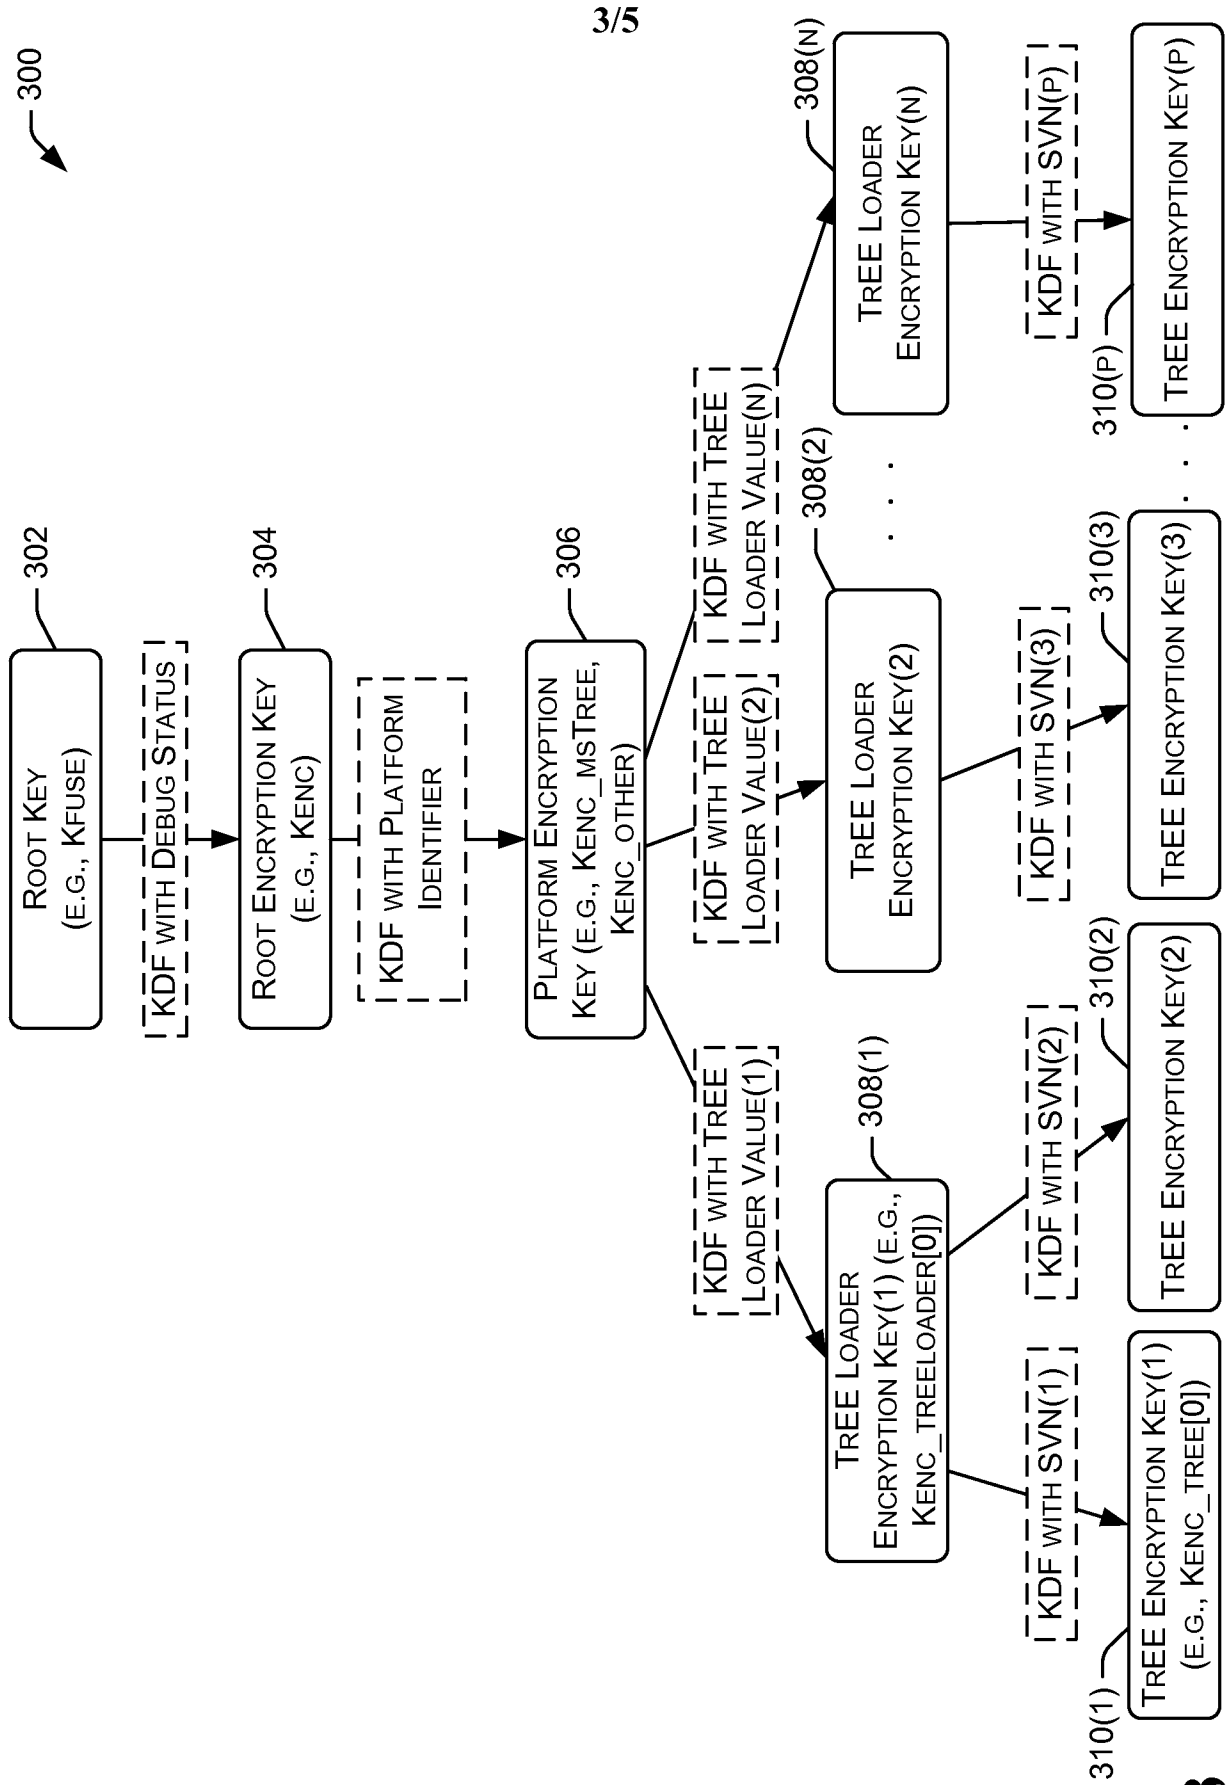 3/5
300
ROOT KEY
(E.G., KFUSE)
302
KDF WITH DEBUG STATUS
ROOT ENCRYPTION KEY
(E.G., KENC)
304
KDF WITH PLATFORM
IDENTIFIER
PLATFORM ENCRYPTION
KEY (E.G., KENC_MSTREE,
KENC_OTHER)
306
KDF WITH TREE
LOADER VALUE(1)
KDF WITH TREE
LOADER VALUE(2)
KDF WITH TREE
LOADER VALUE(N)
TREE LOADER
ENCRYPTION KEY(1) (E.G.,
KENC_TREELOADER[0])
308(1)
TREE LOADER
ENCRYPTION KEY(2)
308(2)
. . .
TREE LOADER
ENCRYPTION KEY(N)
308(N)
KDF WITH SVN(1)
KDF WITH SVN(2)
KDF WITH SVN(3)
KDF WITH SVN(P)
310(1)
TREE ENCRYPTION KEY(1)
(E.G., KENC_TREE[0])
310(2)
TREE ENCRYPTION KEY(2)
310(3)
TREE ENCRYPTION KEY(3)
. . .
310(P)
TREE ENCRYPTION KEY(P)